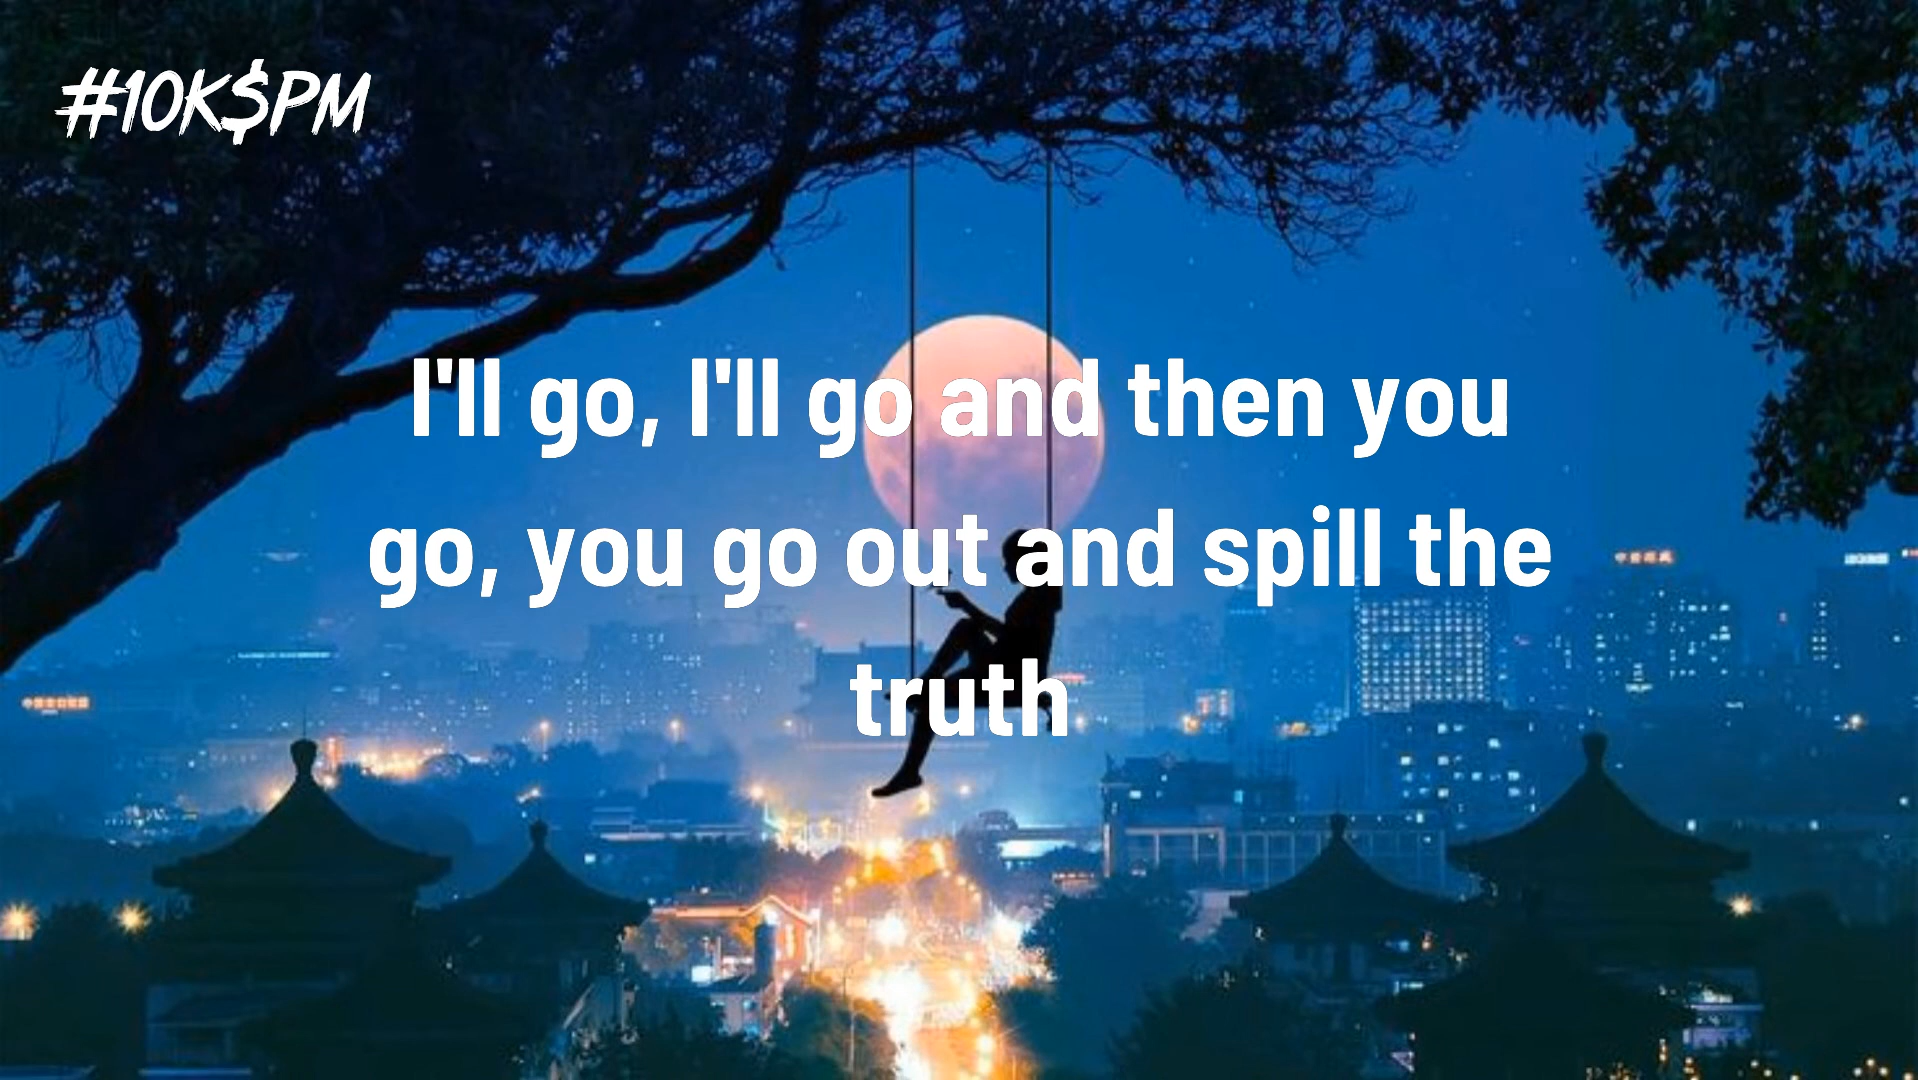 #10K$PM
I'll go, I'll go and then you
go, you go out and spill the
truth